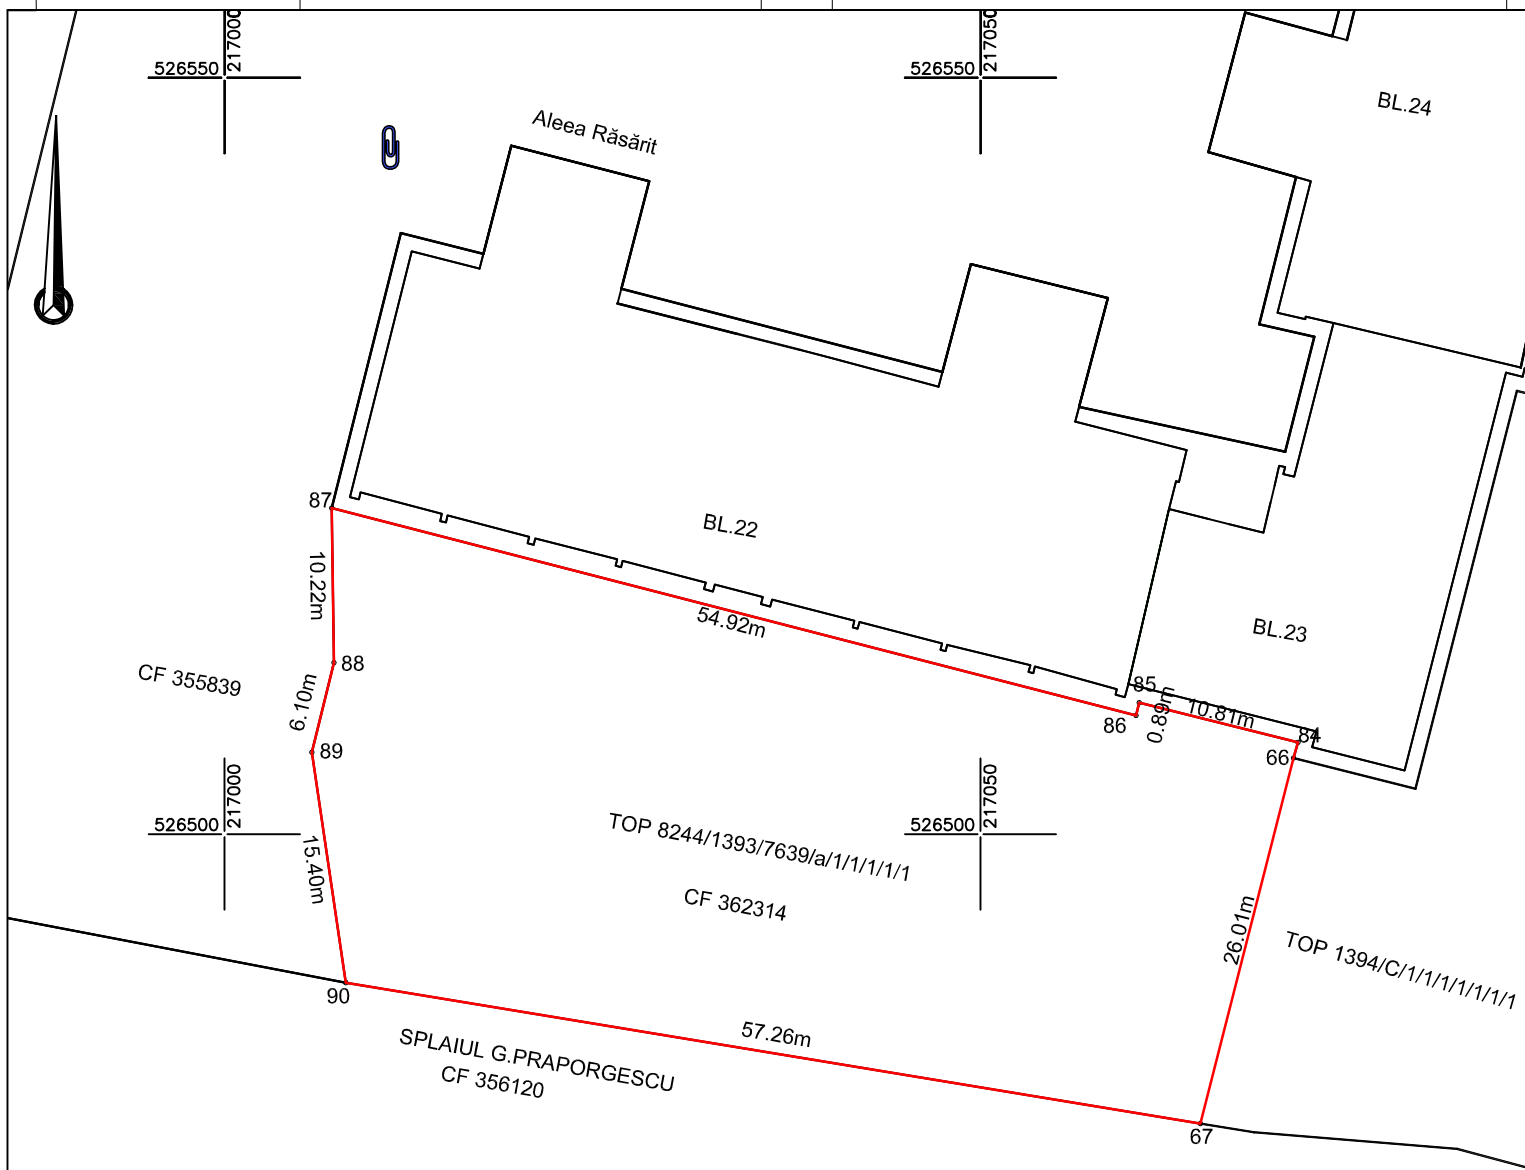 217000
217050
526550
526550
BL.24
Aleea Răsărit
87
BL.22
10.22m
54.92m
BL.23
88
CF 355839
6.10m
85
0.89m
10.81m
86
84
66
89
217000
217050
526500
526500
TOP 8244/1393/7639/a/1/1/1/1/1
15.40m
CF 362314
26.01m
TOP 1394/C/1/1/1/1/1/1/1
90
57.26m
SPLAIUL G.PRAPORGESCU
CF 356120
67